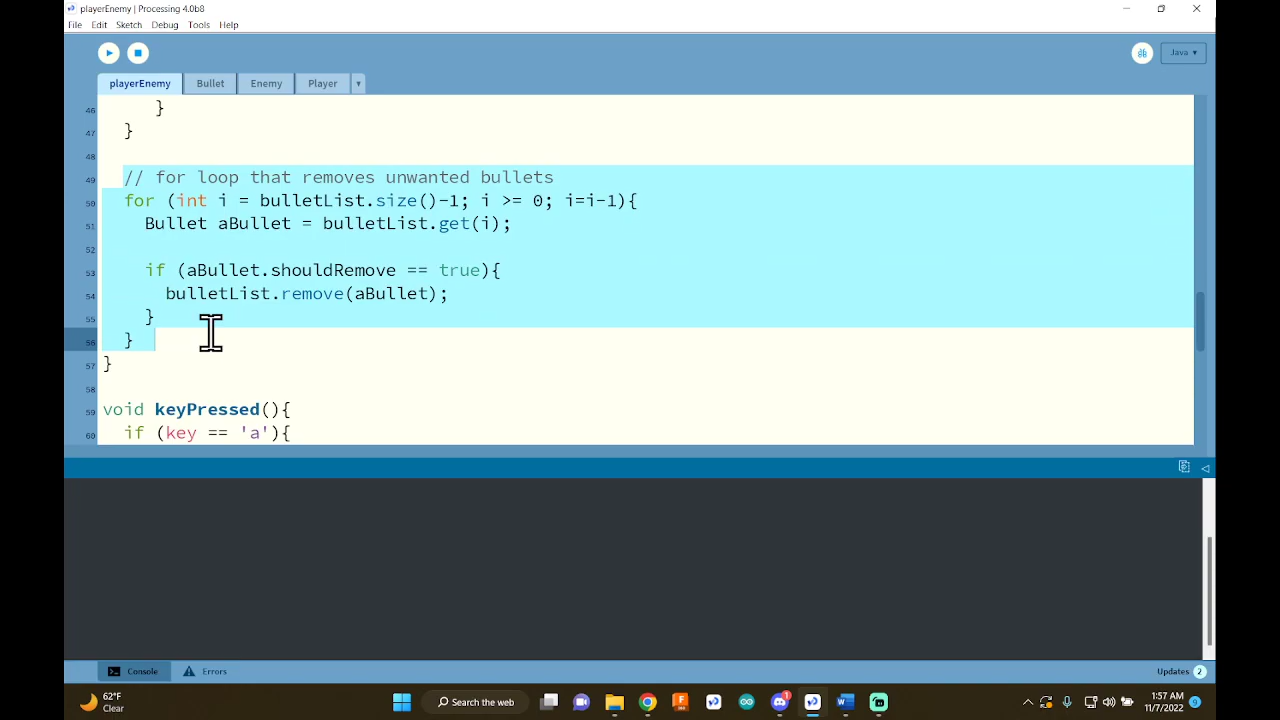 playerEnemy | Processing 4.0b8
File Edit Sketch Debug Tools Help
Java ▾
playerEnemy Bullet Enemy Player ▾
46 }
47 }
48
49 // for loop that removes unwanted bullets
50 for (int i = bulletList.size()-1; i >= 0; i=i-1){
51 Bullet aBullet = bulletList.get(i);
52
53 if (aBullet.shouldRemove == true){
54 bulletList.remove(aBullet);
55 }
56 }
57 }
58
59 void keyPressed(){
60 if (key == 'a'){
Console Errors Updates 2
62°F
Clear
Search the web
1
1:57 AM
11/7/2022
9